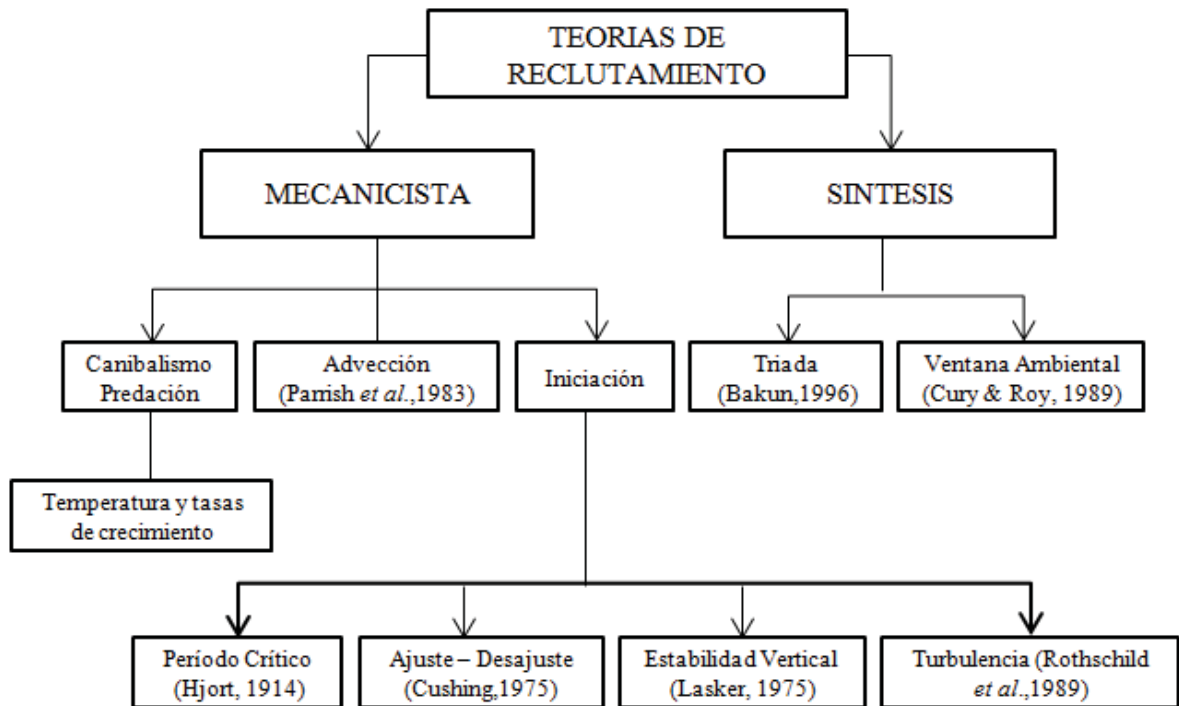 TEORIAS DE
RECLUTAMIENTO
MECANICISTA
SINTESIS
Canibalismo
Predación
Advección
(Parrish et al.,1983)
Iniciación
Triada
(Bakun,1996)
Ventana Ambiental
(Cury & Roy, 1989)
Temperatura y tasas
de crecimiento
Período Crítico
(Hjort, 1914)
Ajuste – Desajuste
(Cushing,1975)
Estabilidad Vertical
(Lasker, 1975)
Turbulencia (Rothschild
et al.,1989)